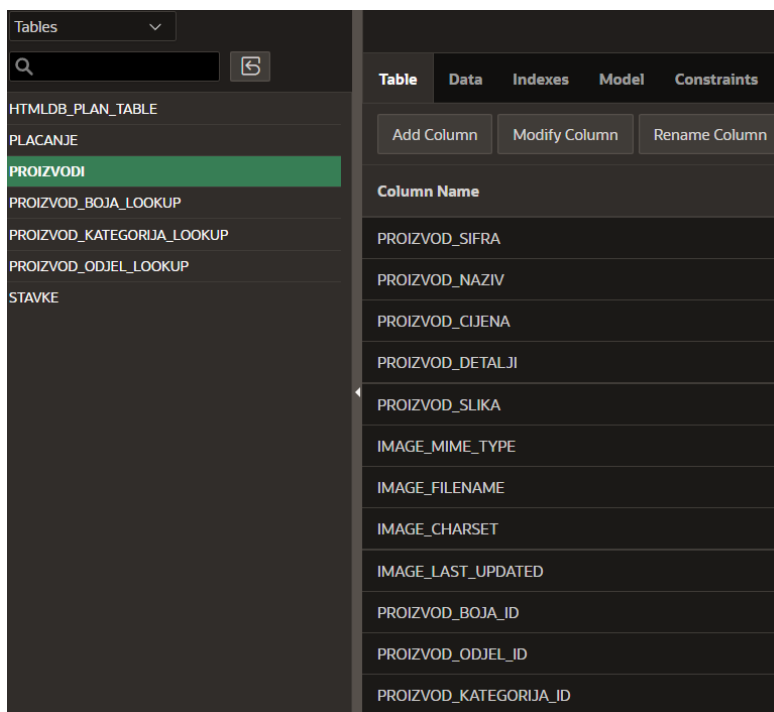 Tables
HTMLDB_PLAN_TABLE
PLACANJE
PROIZVODI
PROIZVOD_BOJA_LOOKUP
PROIZVOD_KATEGORIJA_LOOKUP
PROIZVOD_ODJEL_LOOKUP
STAVKE
Table Data Indexes Model Constraints
Add Column Modify Column Rename Column
Column Name
PROIZVOD_SIFRA
PROIZVOD_NAZIV
PROIZVOD_CIJENA
PROIZVOD_DETALJI
PROIZVOD_SLIKA
IMAGE_MIME_TYPE
IMAGE_FILENAME
IMAGE_CHARSET
IMAGE_LAST_UPDATED
PROIZVOD_BOJA_ID
PROIZVOD_ODJEL_ID
PROIZVOD_KATEGORIJA_ID